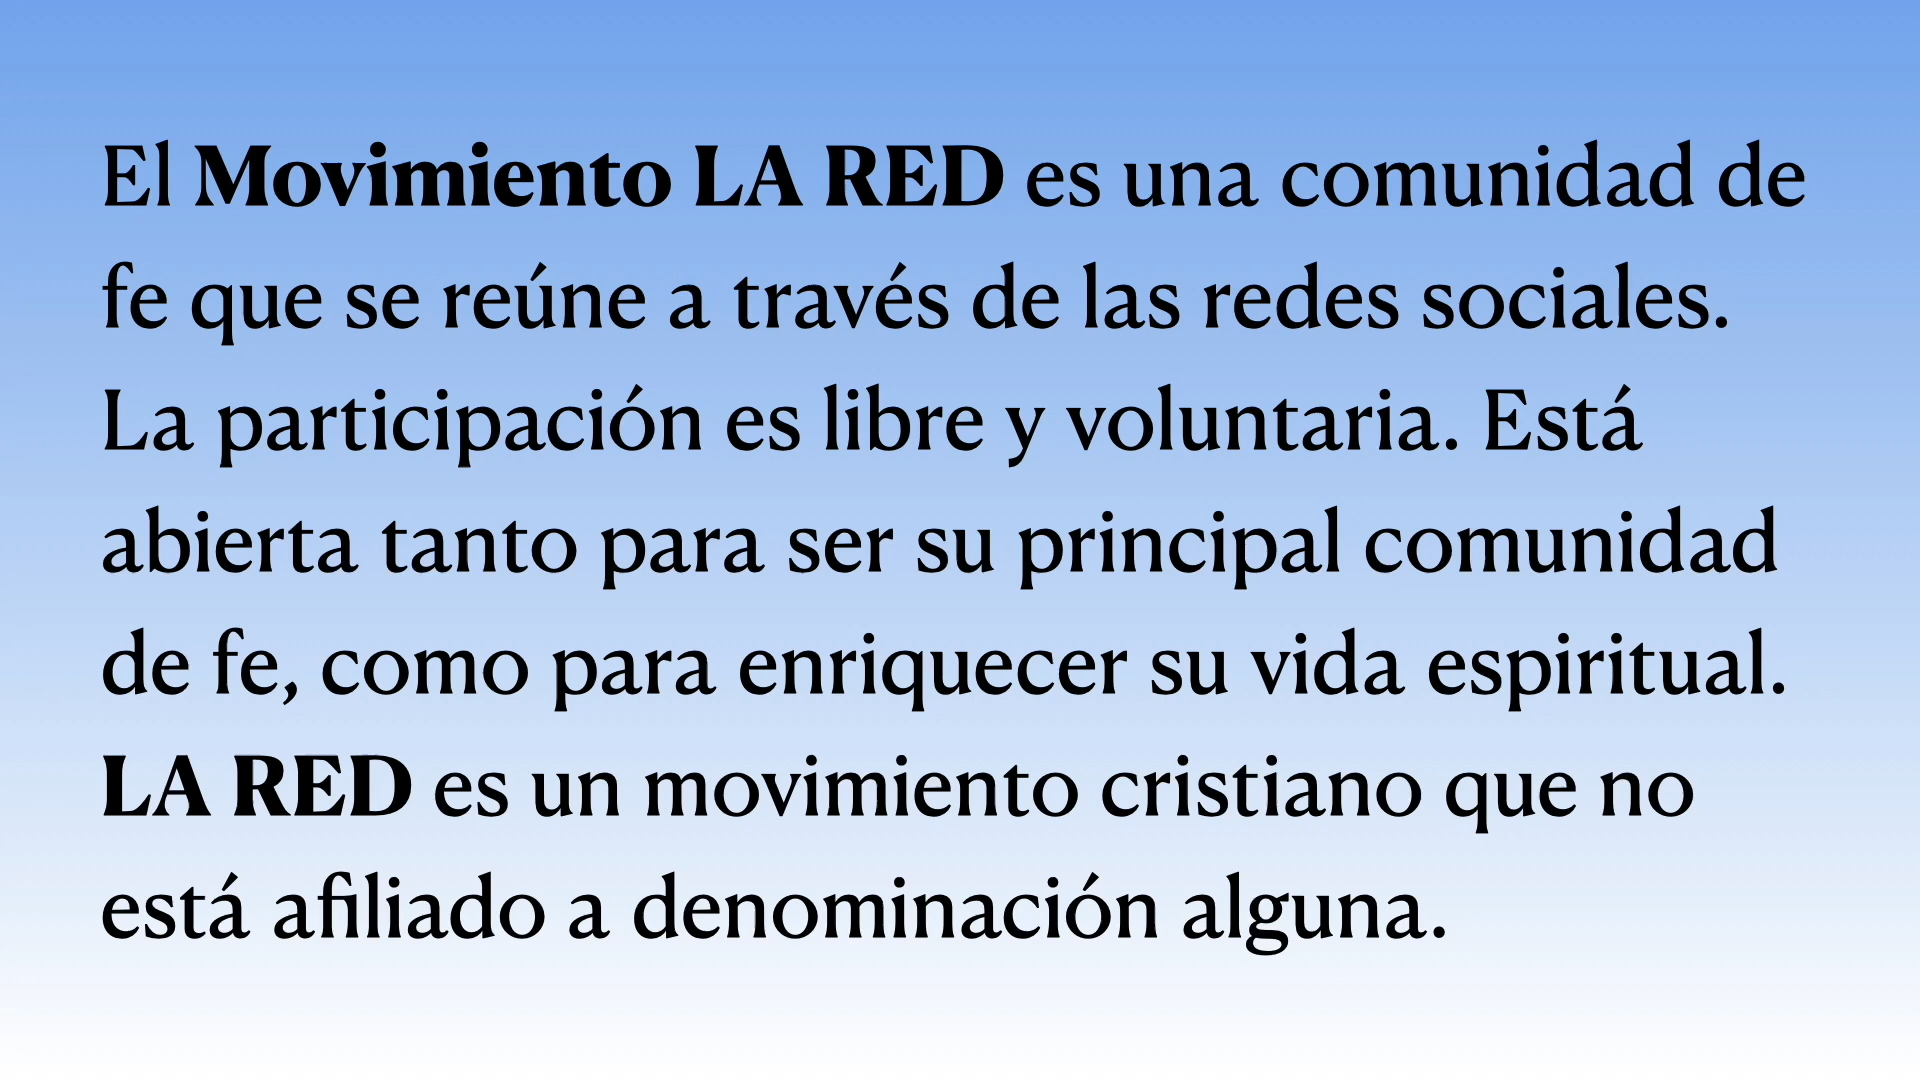 El Movimiento LA RED es una comunidad de
fe que se reúne a través de las redes sociales.
La participación es libre y voluntaria. Está
abierta tanto para ser su principal comunidad
de fe, como para enriquecer su vida espiritual.
LA RED es un movimiento cristiano que no
está afiliado a denominación alguna.